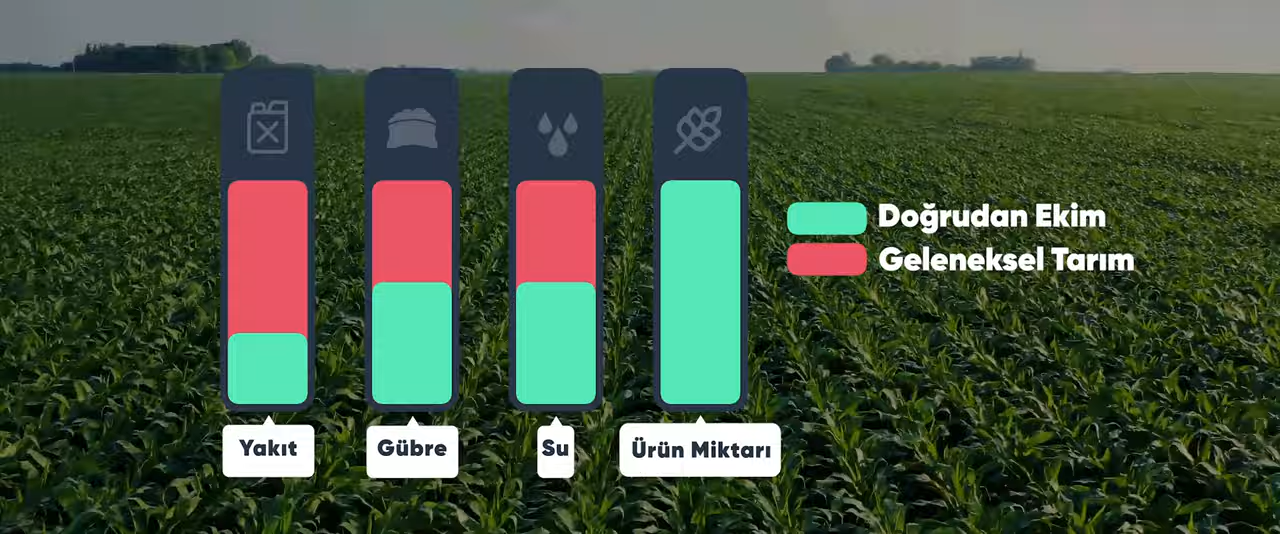 Doğrudan Ekim
Geleneksel Tarım
Yakıt
Gübre
Su
Ürün Miktarı